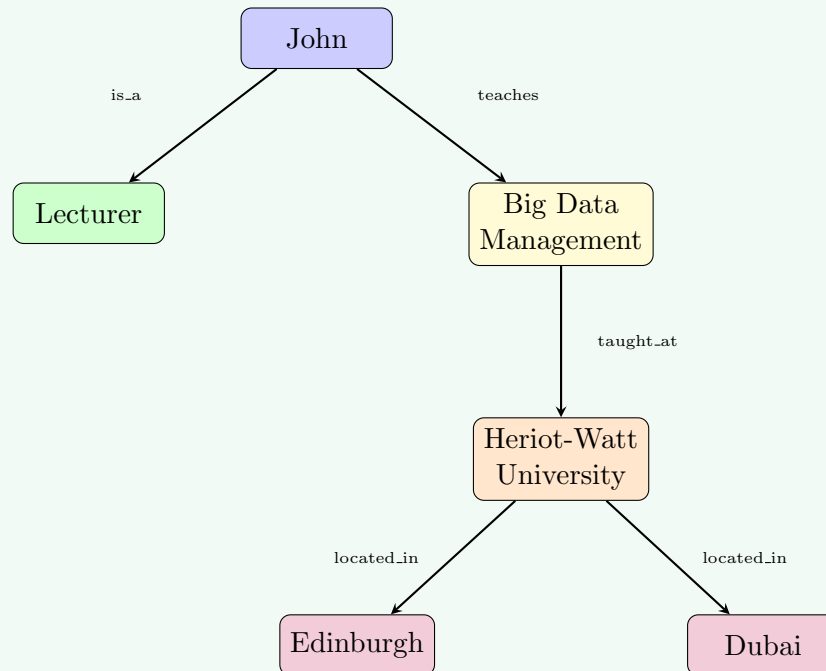 John
is_a
teaches
Lecturer
Big Data
Management
taught_at
Heriot-Watt
University
located_in
located_in
Edinburgh
Dubai